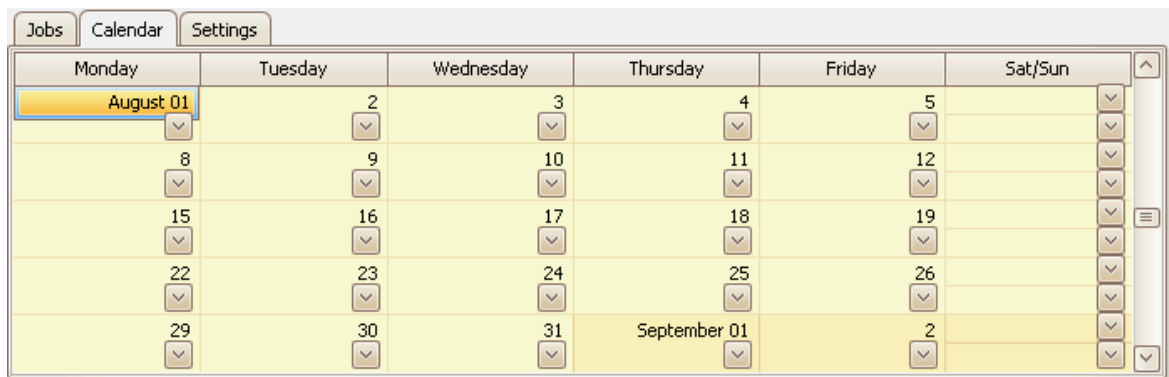 Jobs Calendar Settings
Monday Tuesday Wednesday Thursday Friday Sat/Sun
August 01 2 3 4 5
8 9 10 11 12
15 16 17 18 19
22 23 24 25 26
29 30 31 September 01 2